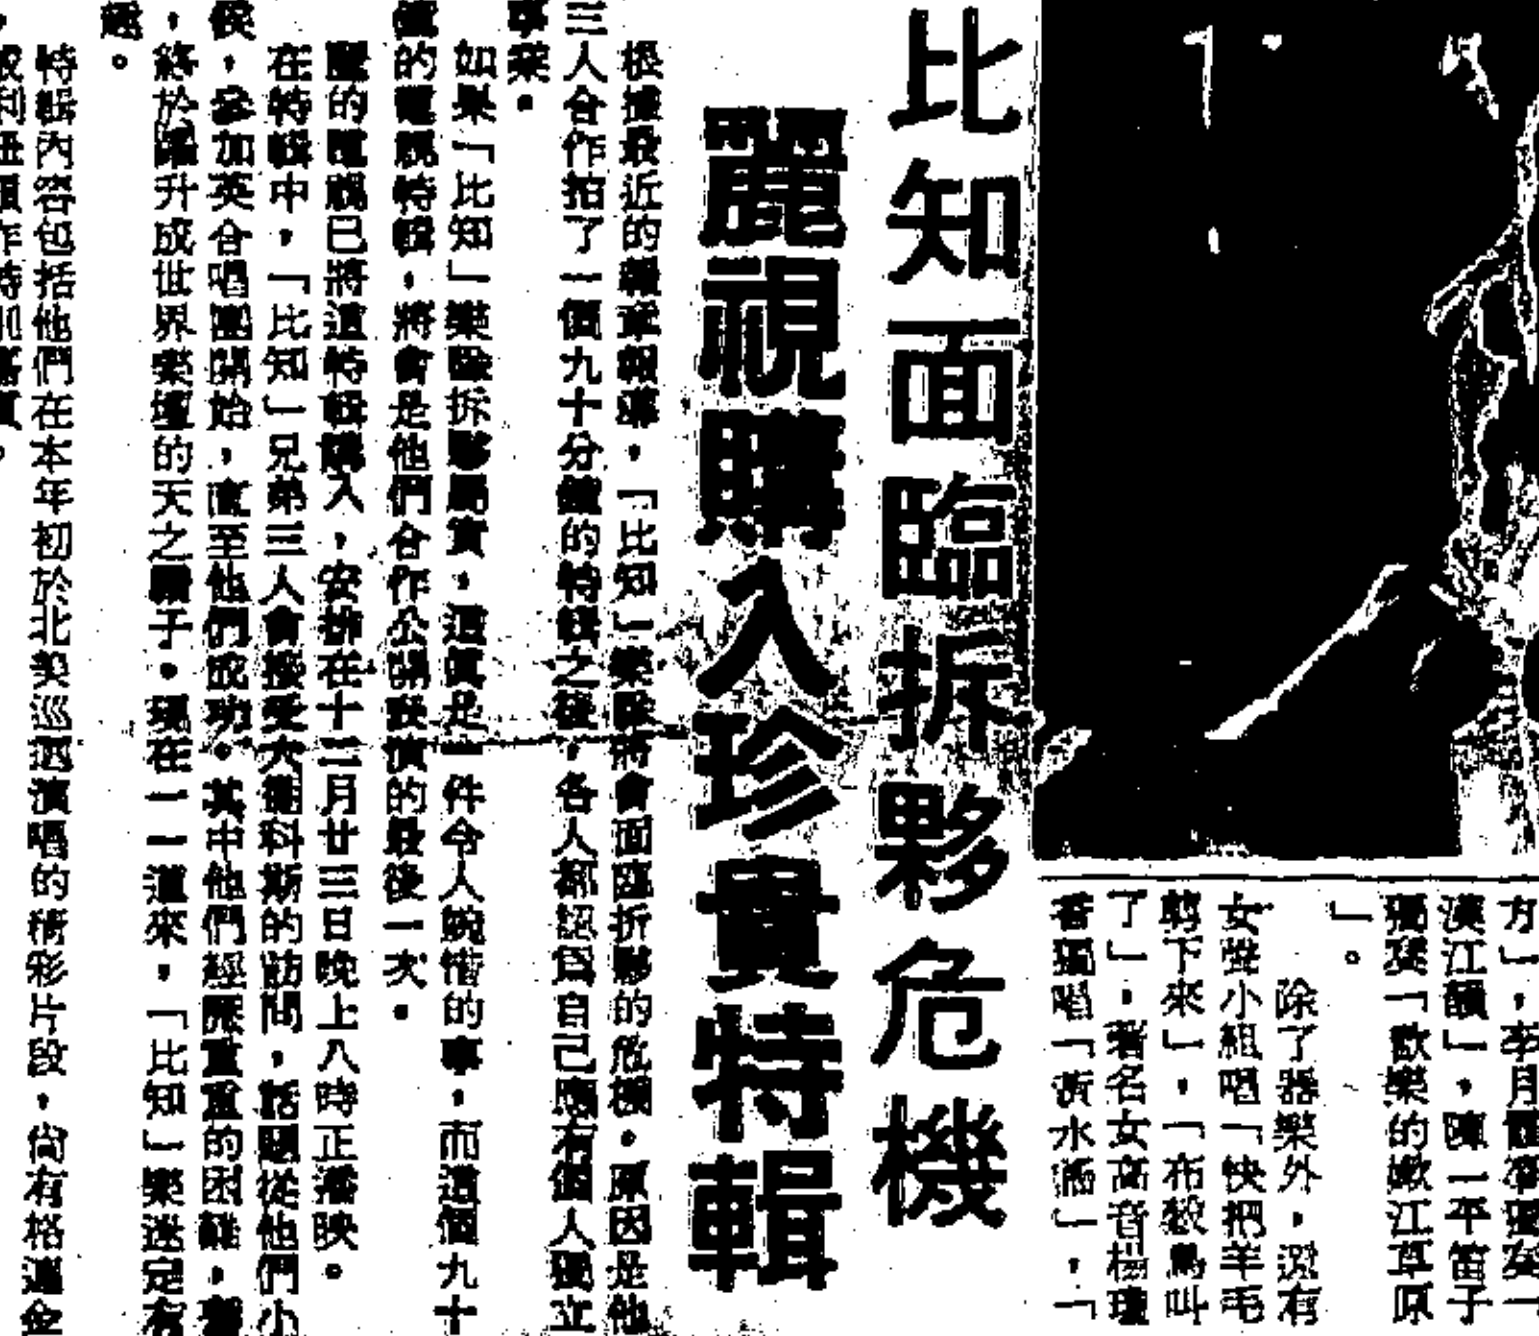 比知面臨拆夥危機
麗視購入珍貴特輯
根據最近的報章報導，「比知」樂隊將會面臨拆夥的危機。原因是他
三人合作拍了一個九十分鐘的特輯之後，各人都認為自己應有個人獨立
事業。
如果「比知」樂隊拆夥屬實，這真是一件令人惋惜的事，而這個九十
的電視特輯，將會是他們合作公開表演的最後一次。
麗的電視已將這特輯購入，安排在十二月廿三日晚上八時正播映。
在特輯中，「比知」兄弟三人會接受大衛科斯的訪問，話題從他們小
候，參加英合唱團開始，直至他們成功。其中他們經歷重重的困難，
，終於躍升成世界樂壇的天之驕子。現在一一道來，「比知」樂迷定有
。
特輯內容包括他們在本年初於北美巡迴演唱的精彩片段，尚有格蓮金
方」，
漢江韻」，陳一平笛子
獨奏「歡樂的嫩江草原
」。
除了器樂外，還有
女聲小組唱「快把羊毛
剪下來」，「布穀鳥叫
了」，著名女高音
獨唱「黃水謠」，「